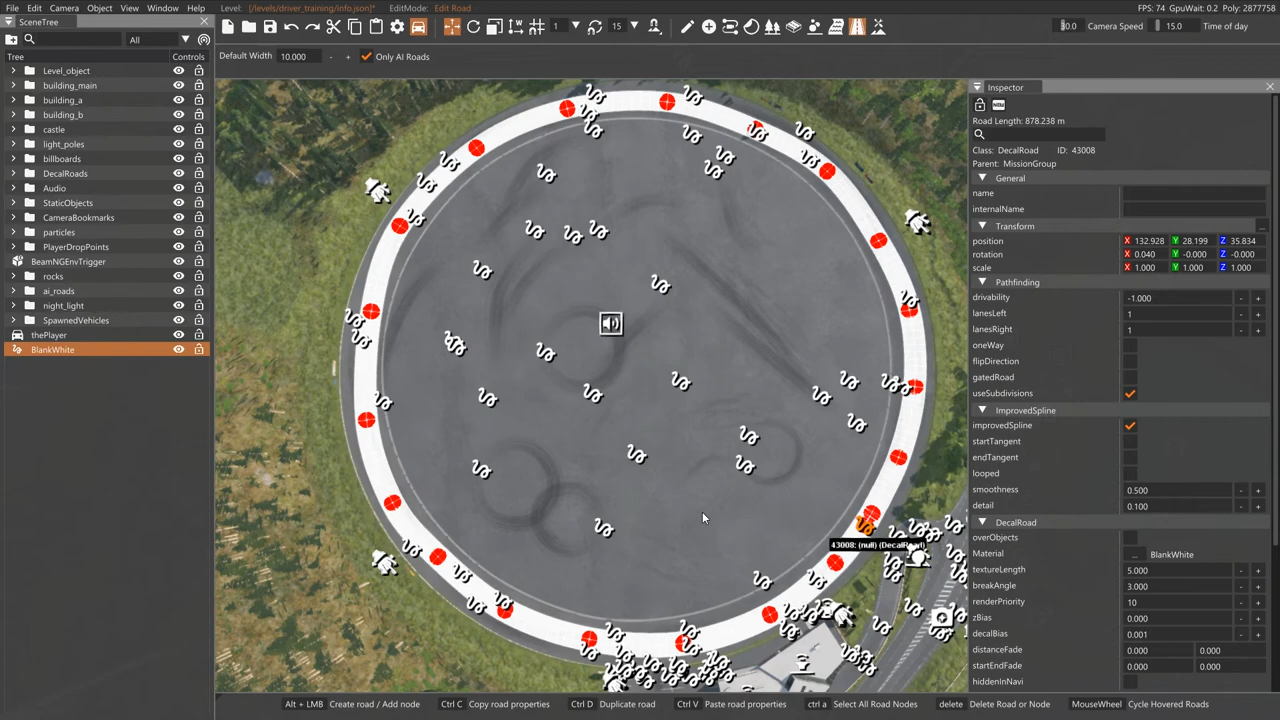 File Edit Camera Object View Window Help Level: [/levels/driver_training/info.json]* EditMode: Edit Road FPS: 74 GpuWait: 0.2 Poly: 2877758
SceneTree
1 15 Camera Speed 15.0 Time of day
All
Default Width 10.000 - + Only AI Roads
Tree Controls
Level_object
building_main
building_a
building_b
castle
light_poles
billboards
DecalRoads
Audio
StaticObjects
CameraBookmarks
particles
PlayerDropPoints
BeamNGEnvTrigger
rocks
ai_roads
night_light
SpawnedVehicles
thePlayer
BlankWhite
43008: (null) (DecalRoad)
Inspector
Road Length: 878.238 m
Class: DecalRoad ID: 43008
Parent: MissionGroup
General
name
internalName
Transform ...
position X 132.928 Y 28.199 Z 35.834
rotation X 0.040 Y -0.000 Z -0.000
scale X 1.000 Y 1.000 Z 1.000
Pathfinding
drivability -1.000 - +
lanesLeft 1 - +
lanesRight 1 - +
oneWay
flipDirection
gatedRoad
useSubdivisions
ImprovedSpline
improvedSpline
startTangent
endTangent
looped
smoothness 0.500 - +
detail 0.100 - +
DecalRoad
overObjects
Material ... BlankWhite
textureLength 5.000 - +
breakAngle 3.000 - +
renderPriority 10 - +
zBias 0.000 - +
decalBias 0.001 - +
distanceFade 0.000 0.000
startEndFade 0.000 0.000
hiddenInNavi
Alt + LMB Create road / Add node Ctrl C Copy road properties Ctrl D Duplicate road Ctrl V Paste road properties ctrl a Select All Road Nodes delete Delete Road or Node MouseWheel Cycle Hovered Roads